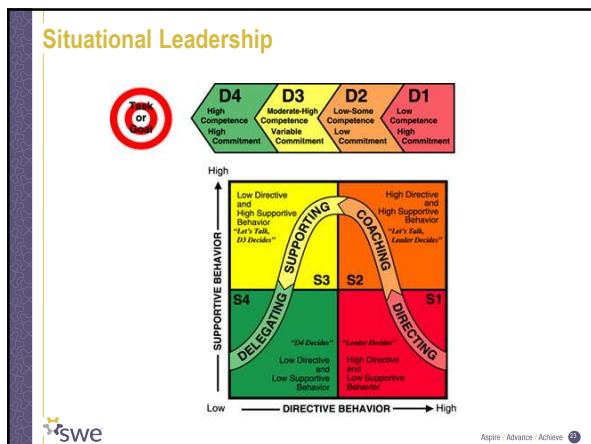 Situational Leadership
Task
or
Goal
D4
High
Competence
High
Commitment
D3
Moderate-High
Competence
Variable
Commitment
D2
Low-Some
Competence
Low
Commitment
D1
Low
Competence
High
Commitment
High
SUPPORTIVE BEHAVIOR
Low Directive
and
High Supportive
Behavior
"Let's Talk,
D3 Decides"
SUPPORTING
S3
High Directive
and
High Supportive
Behavior
"Let's Talk,
Leader Decides"
COACHING
S2
S4
DELEGATING
"D4 Decides"
Low Directive
and
Low Supportive
Behavior
S1
DIRECTING
"Leader Decides"
High Directive
and
Low Supportive
Behavior
Low
DIRECTIVE BEHAVIOR
High
swe
Aspire / Advance / Achieve 23